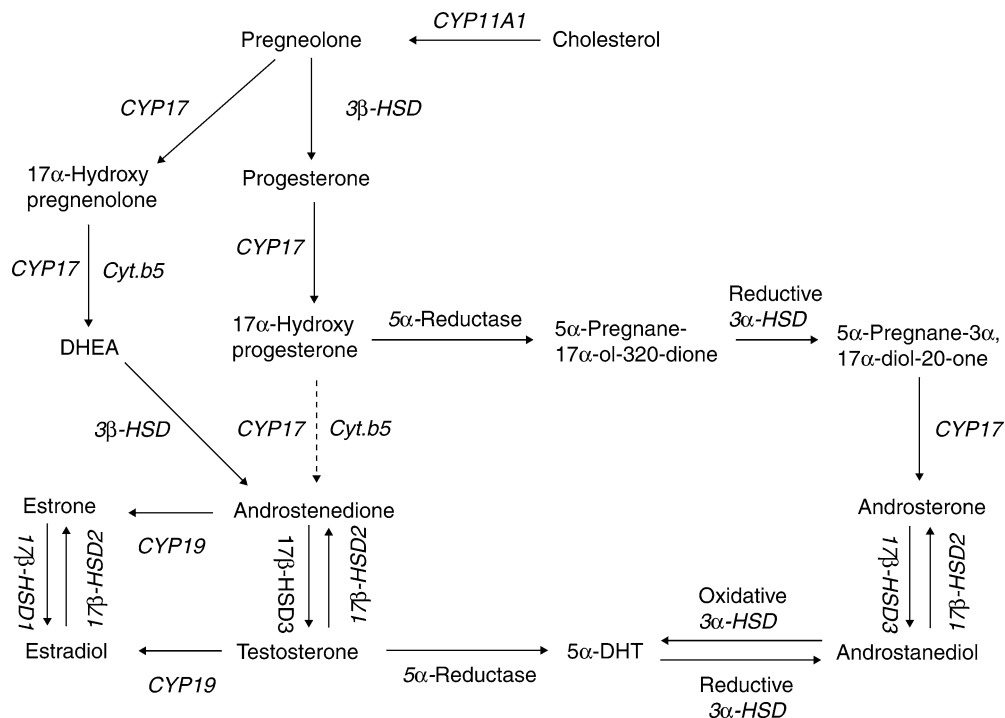 CYP11A1
Pregneolone
Cholesterol
CYP17
3β-HSD
17α-Hydroxy
pregnenolone
Progesterone
CYP17
Cyt.b5
CYP17
DHEA
17α-Hydroxy
progesterone
5α-Reductase
5α-Pregnane-
17α-ol-320-dione
Reductive
3α-HSD
5α-Pregnane-3α,
17α-diol-20-one
3β-HSD
CYP17
Cyt.b5
CYP17
Estrone
Androstenedione
Androsterone
CYP19
17β-HSD1
17β-HSD2
17β-HSD3
17β-HSD2
17β-HSD3
17β-HSD2
Oxidative
3α-HSD
Estradiol
Testosterone
5α-DHT
Androstanediol
CYP19
5α-Reductase
Reductive
3α-HSD